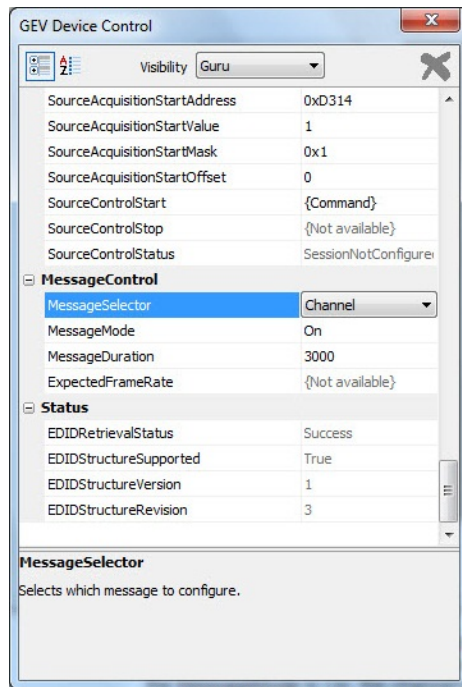 GEV Device Control
Visibility Guru
SourceAcquisitionStartAddress 0xD314
SourceAcquisitionStartValue 1
SourceAcquisitionStartMask 0x1
SourceAcquisitionStartOffset 0
SourceControlStart {Command}
SourceControlStop {Not available}
SourceControlStatus SessionNotConfigure
MessageControl
MessageSelector Channel
MessageMode On
MessageDuration 3000
ExpectedFrameRate {Not available}
Status
EDIDRetrievalStatus Success
EDIDStructureSupported True
EDIDStructureVersion 1
EDIDStructureRevision 3
MessageSelector
Selects which message to configure.